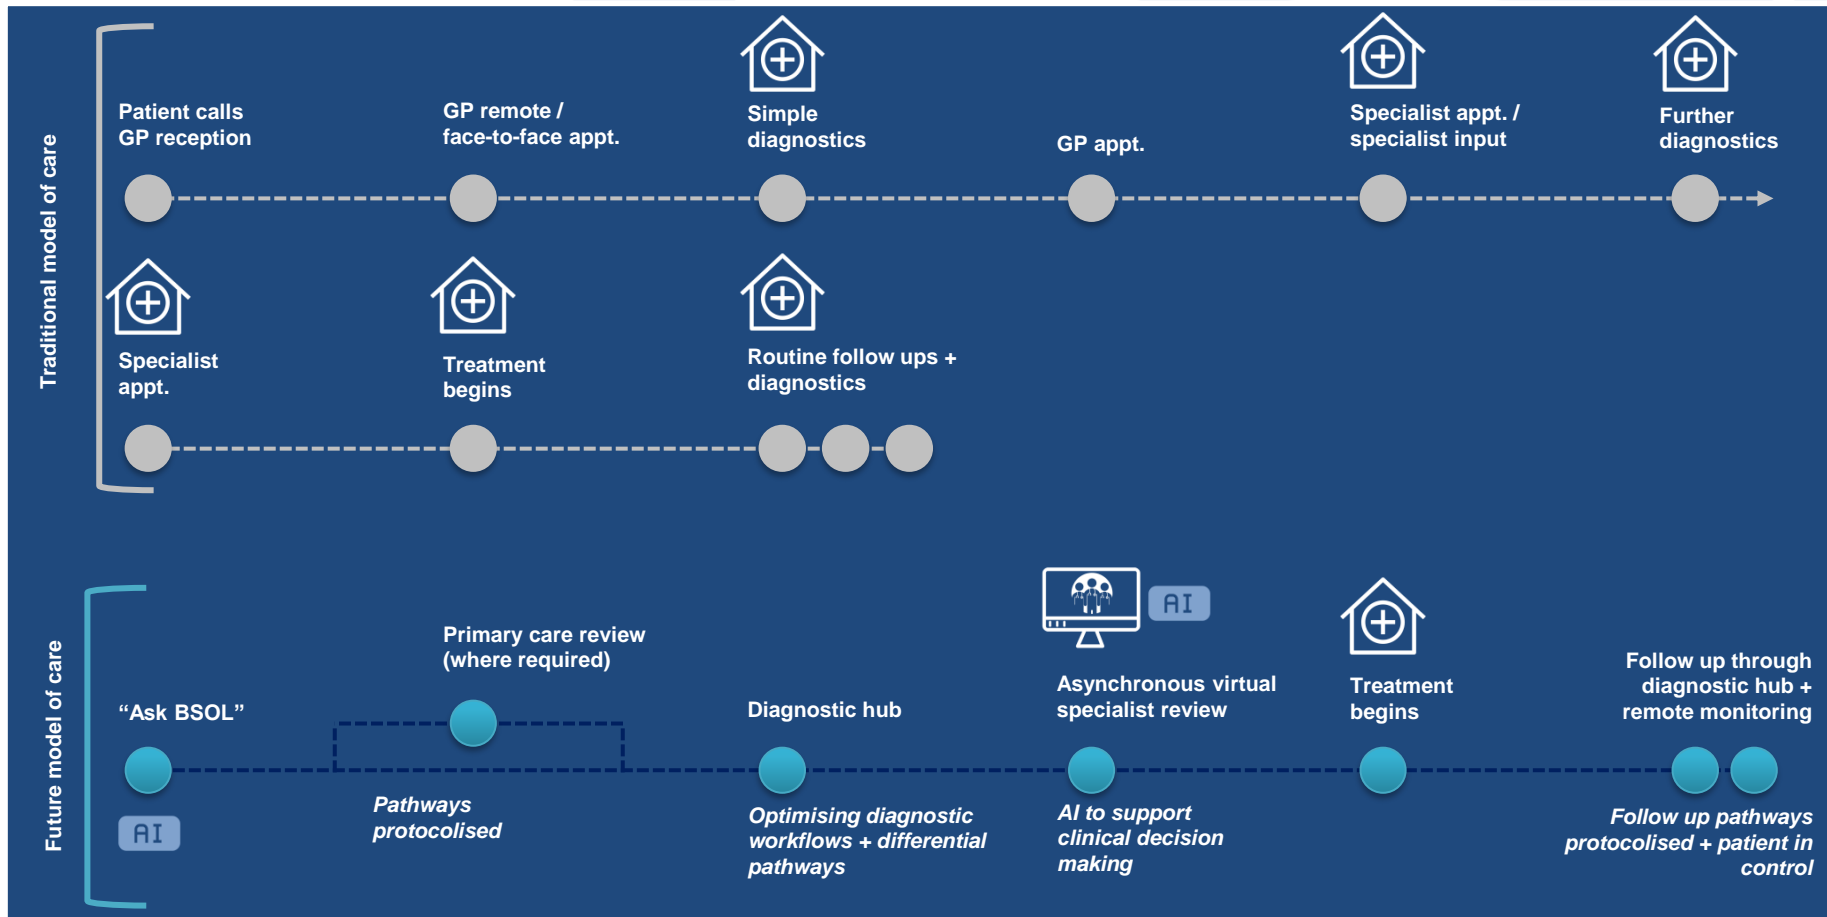 Traditional model of care
Patient calls
GP reception
GP remote /
face-to-face appt.
Simple
diagnostics
GP appt.
Specialist appt. /
specialist input
Further
diagnostics
Specialist
appt.
Treatment
begins
Routine follow ups +
diagnostics
Future model of care
“Ask BSOL”
AI
Primary care review
(where required)
Pathways
protocolised
Diagnostic hub
Optimising diagnostic
workflows + differential
pathways
AI
Asynchronous virtual
specialist review
AI to support
clinical decision
making
Treatment
begins
Follow up through
diagnostic hub +
remote monitoring
Follow up pathways
protocolised + patient in
control